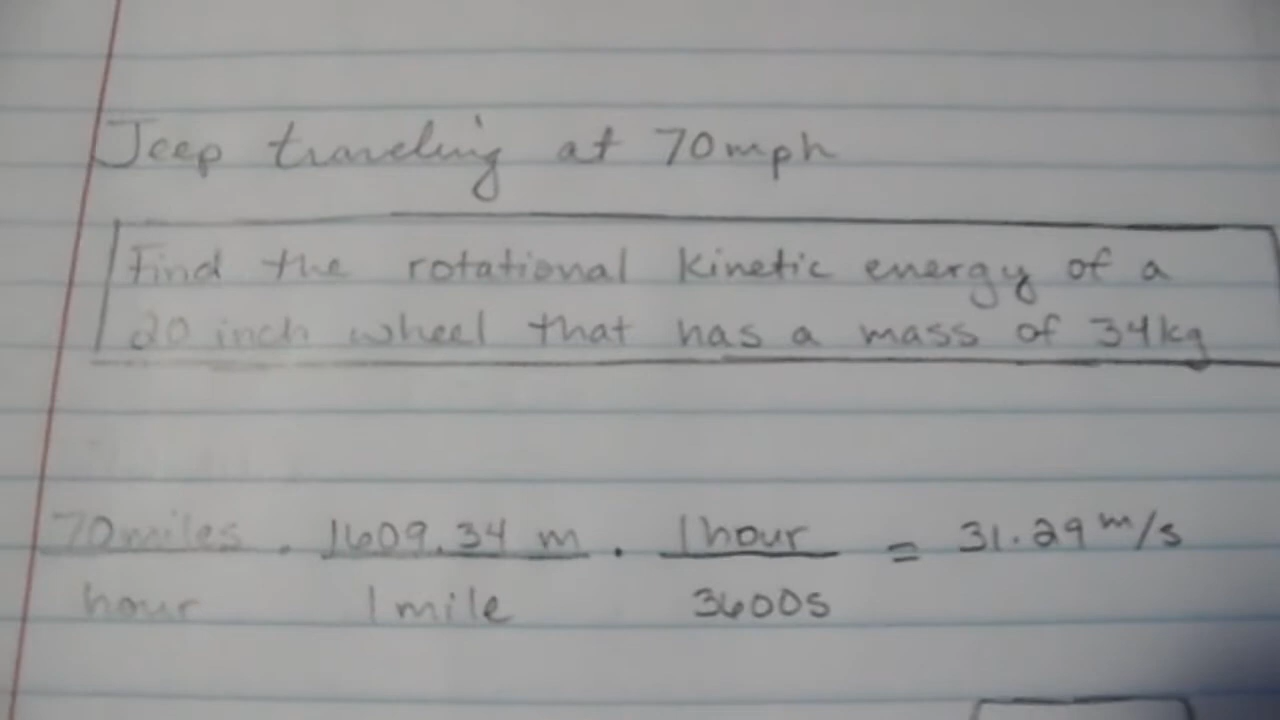 Jeep traveling at 70mph
Find the rotational kinetic energy of a
20 inch wheel that has a mass of 34kg
70miles . 1609.34 m . 1hour = 31.29 m/s
hour 1mile 3600s